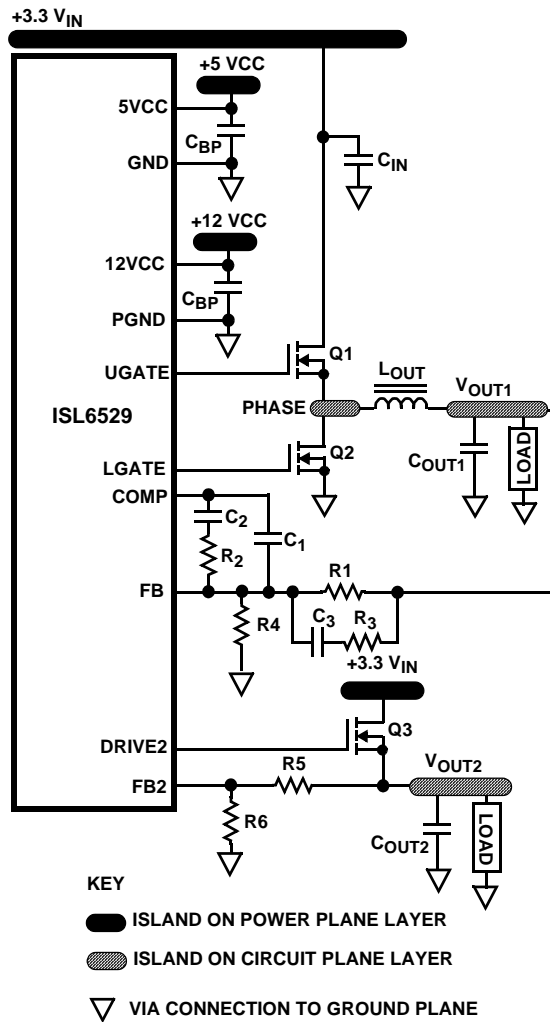 +3.3 VIN
+5 VCC
5VCC
CBP
GND
CIN
+12 VCC
12VCC
CBP
PGND
Q1
UGATE
LOUT
VOUT1
PHASE
ISL6529
Q2
COUT1
LOAD
LGATE
COMP
C2
C1
R2
FB
R1
R4
C3
R3
+3.3 VIN
Q3
DRIVE2
VOUT2
R5
FB2
R6
COUT2
LOAD
KEY
ISLAND ON POWER PLANE LAYER
ISLAND ON CIRCUIT PLANE LAYER
VIA CONNECTION TO GROUND PLANE